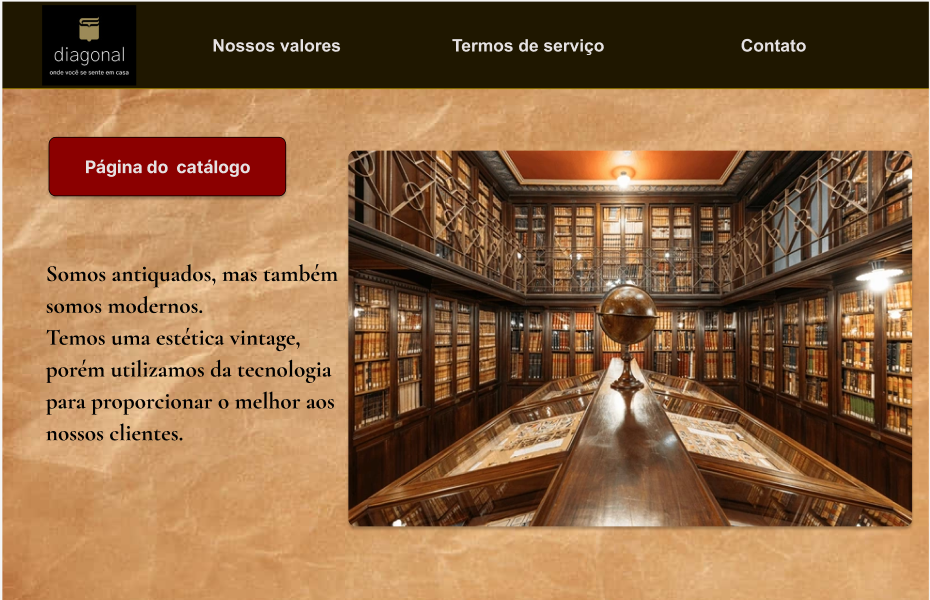 diagonal
onde você se sente em casa
Nossos valores
Termos de serviço
Contato
Página do  catálogo
Somos antiquados, mas também
somos modernos.
Temos uma estética vintage,
porém utilizamos da tecnologia
para proporcionar o melhor aos
nossos clientes.